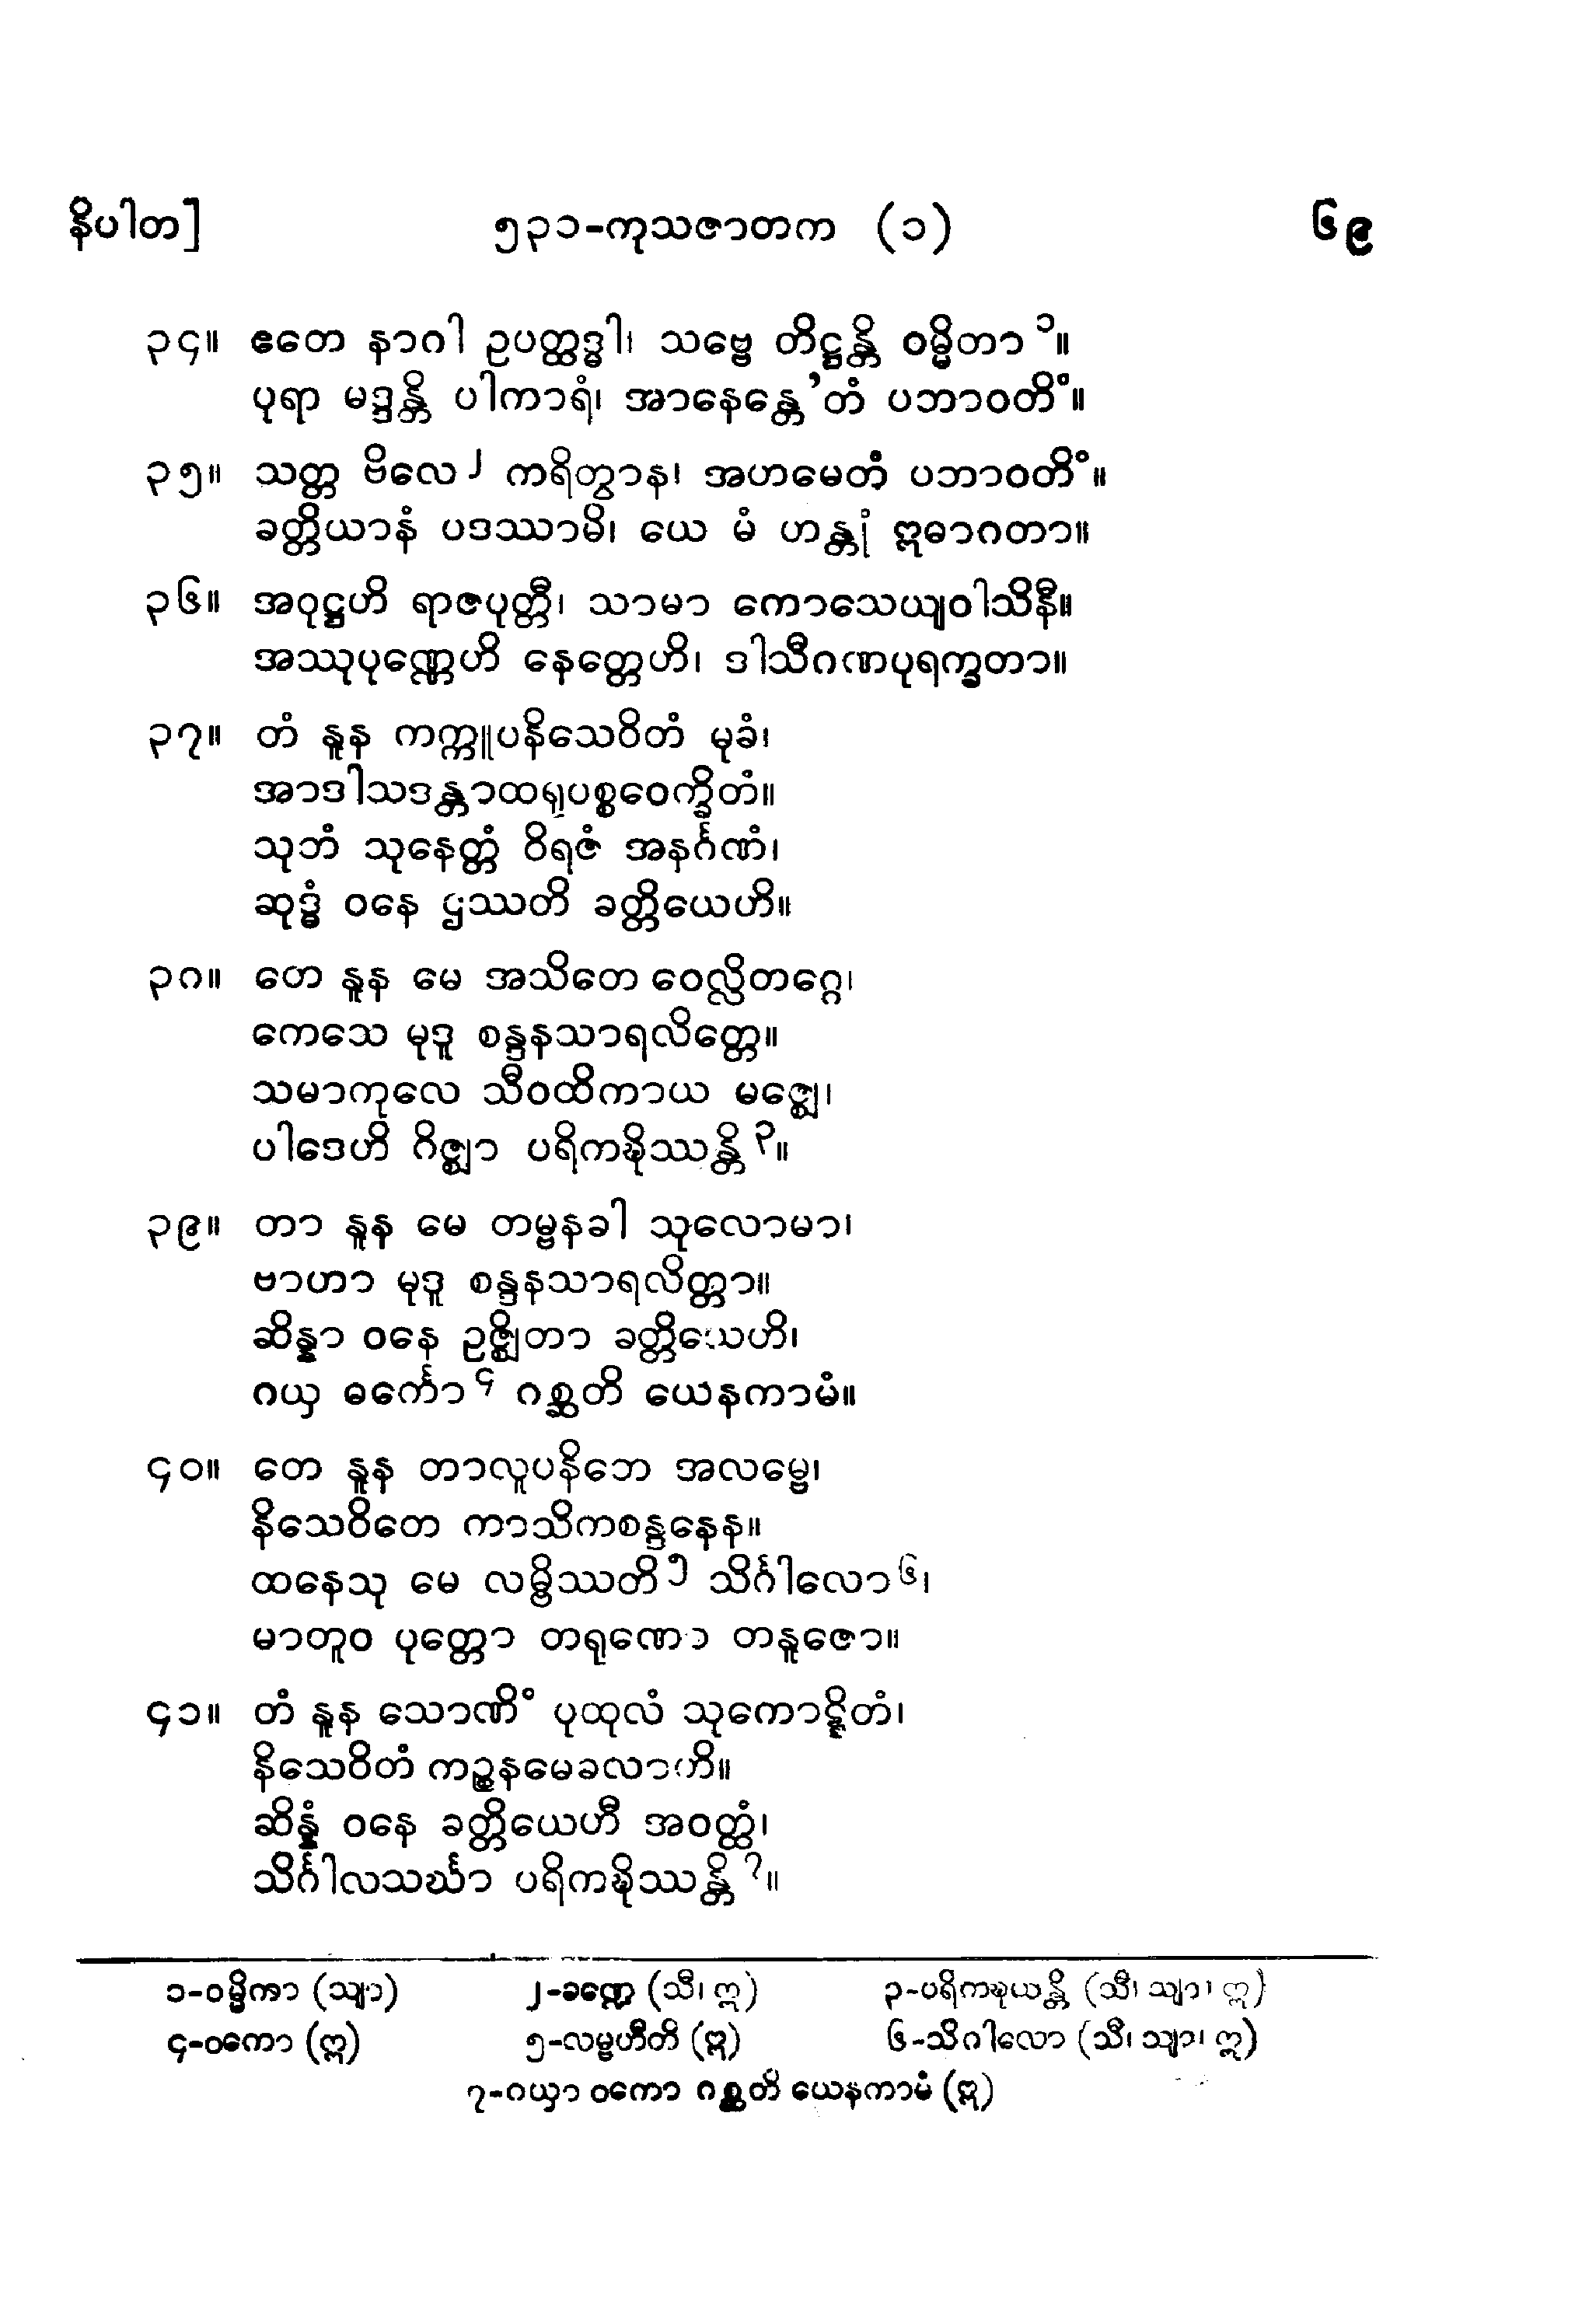 နိပါတ]	၅၃၁-ကုသဇာတက (၁)	၆၉
၃၄။ ဧတေ နာဂါ ဥပတ္ထဒ္ဓါ၊ သဗ္ဗေ တိဋ္ဌန္တိ ဝမ္မိတာ ၁။
ပုရာ မဒ္ဒန္တိ ပါကာရံ၊ အာနေန္တေ’တံ ပဘာဝတိံ။
၃၅။ သတ္တ ဗိလေ ၂ ကရိတွာန၊ အဟမေတံ ပဘာဝတိံ။
ခတ္တိယာနံ ပဒဿာမိ၊ ယေ မံ ဟန္တုံ ဣဓာဂတာ။
၃၆။ အဝုဋ္ဌဟိ ရာဇပုတ္တီ၊ သာမာ ကောသေယျဝါသိနီ။
အဿုပုဏ္ဏေဟိ နေတ္တေဟိ၊ ဒါသီဂဏပုရက္ခတာ။
၃၇။ တံ နူန ကက္ကူပနိသေဝိတံ မုခံ၊
အာဒါသဒန္တာထရုပစ္စဝေက္ခိတံ။
သုဘံ သုနေတ္တံ ဝိရဇံ အနင်္ဂဏံ၊
ဆုဒ္ဓံ ဝနေ ဌဿတိ ခတ္တိယေဟိ။
၃၈။ တေ နူန မေ အသိတေ ဝေလ္လိတဂ္ဂေ၊
ကေသေ မုဒူ စန္ဒနသာရလိတ္တေ။
သမာကုလေ သီဝထိကာယ မဇ္ဈေ၊
ပါဒေဟိ ဂိဇ္ဈာ ပရိကဍ္ဎိဿန္တိ ၃။
၃၉။ တာ နူန မေ တမ္ဗနခါ သုလောမာ၊
ဗာဟာ မုဒူ စန္ဒနသာရလိတ္တာ။
ဆိန္နာ ဝနေ ဥဇ္ဈိတာ ခတ္တိယေဟိ၊
ဂယှ ဓင်္ကော ၄ ဂစ္ဆတိ ယေနကာမံ။
၄၀။ တေ နူန တာလူပနိဘေ အလမ္ဗေ၊
နိသေဝိတေ ကာသိကစန္ဒနေန။
ထနေသု မေ လမ္ဗိဿတိ ၅ သိင်္ဂါလော ၆၊
မာတူဝ ပုတ္တော တရုဏော တနူဇော။
၄၁။ တံ နူန သောဏိံ ပုထုလံ သုကောဋ္ဋိတံ၊
နိသေဝိတံ ကဉ္စနမေခလာဟိ။
ဆိန္နံ ဝနေ ခတ္တိယေဟီ အဝတ္ထံ၊
သိင်္ဂါလသင်္ဃာ ပရိကဍ္ဎိဿန္တိ ၇။
၁-ဝမ္မိကာ (သျာ)	၂-ခဏ္ဍေ (သီ၊ ဣ)	၃-ပရိကဍ္ဎယန္တိ (သီ၊ သျာ၊ ဣ)
၄-ဝကော (ဣ)	၅-လမ္ဗဟီတိ (ဣ)	၆-သိဂါလော (သီ၊ သျာ၊ ဣ)
၇-ဂယှာ ဝကော ဂစ္ဆတိ ယေနကာမံ (ဣ)